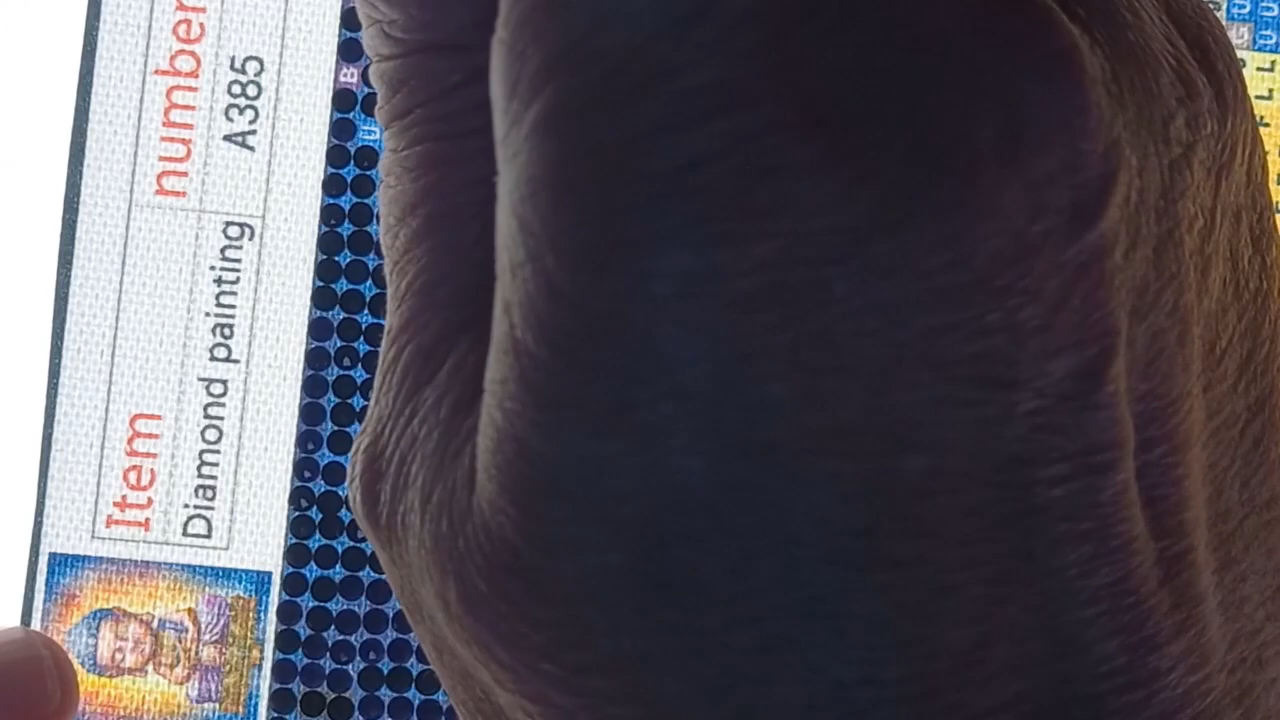 Item number
Diamond painting A385
B
U
U U
G U
L
L L
F